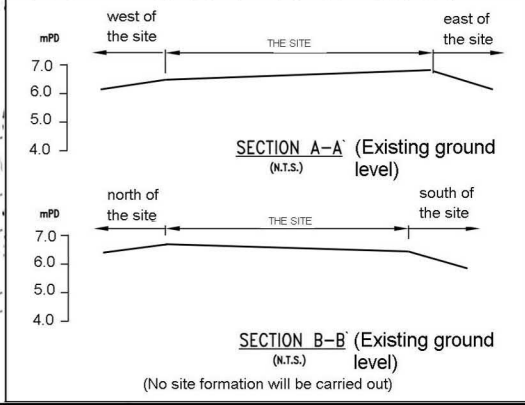 west of
the site
mPD
THE SITE
east of
the site
7.0
6.0
5.0
4.0
SECTION A-A` (Existing ground
(N.T.S.) level)
north of
the site
mPD
THE SITE
south of
the site
7.0
6.0
5.0
4.0
SECTION B-B` (Existing ground
(N.T.S.) level)
(No site formation will be carried out)